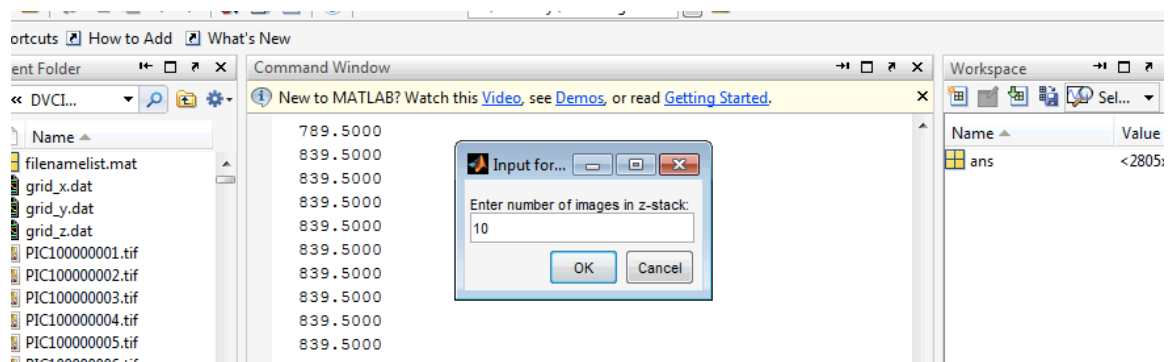 ortcuts How to Add What's New
ent Folder
« DVCI...
Name
filenamelist.mat
grid_x.dat
grid_y.dat
grid_z.dat
PIC100000001.tif
PIC100000002.tif
PIC100000003.tif
PIC100000004.tif
PIC100000005.tif
Command Window
New to MATLAB? Watch this Video, see Demos, or read Getting Started.
789.5000
839.5000
839.5000
839.5000
839.5000
839.5000
839.5000
839.5000
839.5000
839.5000
Input for...
Enter number of images in z-stack:
10
OK Cancel
Workspace
Sel...
Name Value
ans <2805